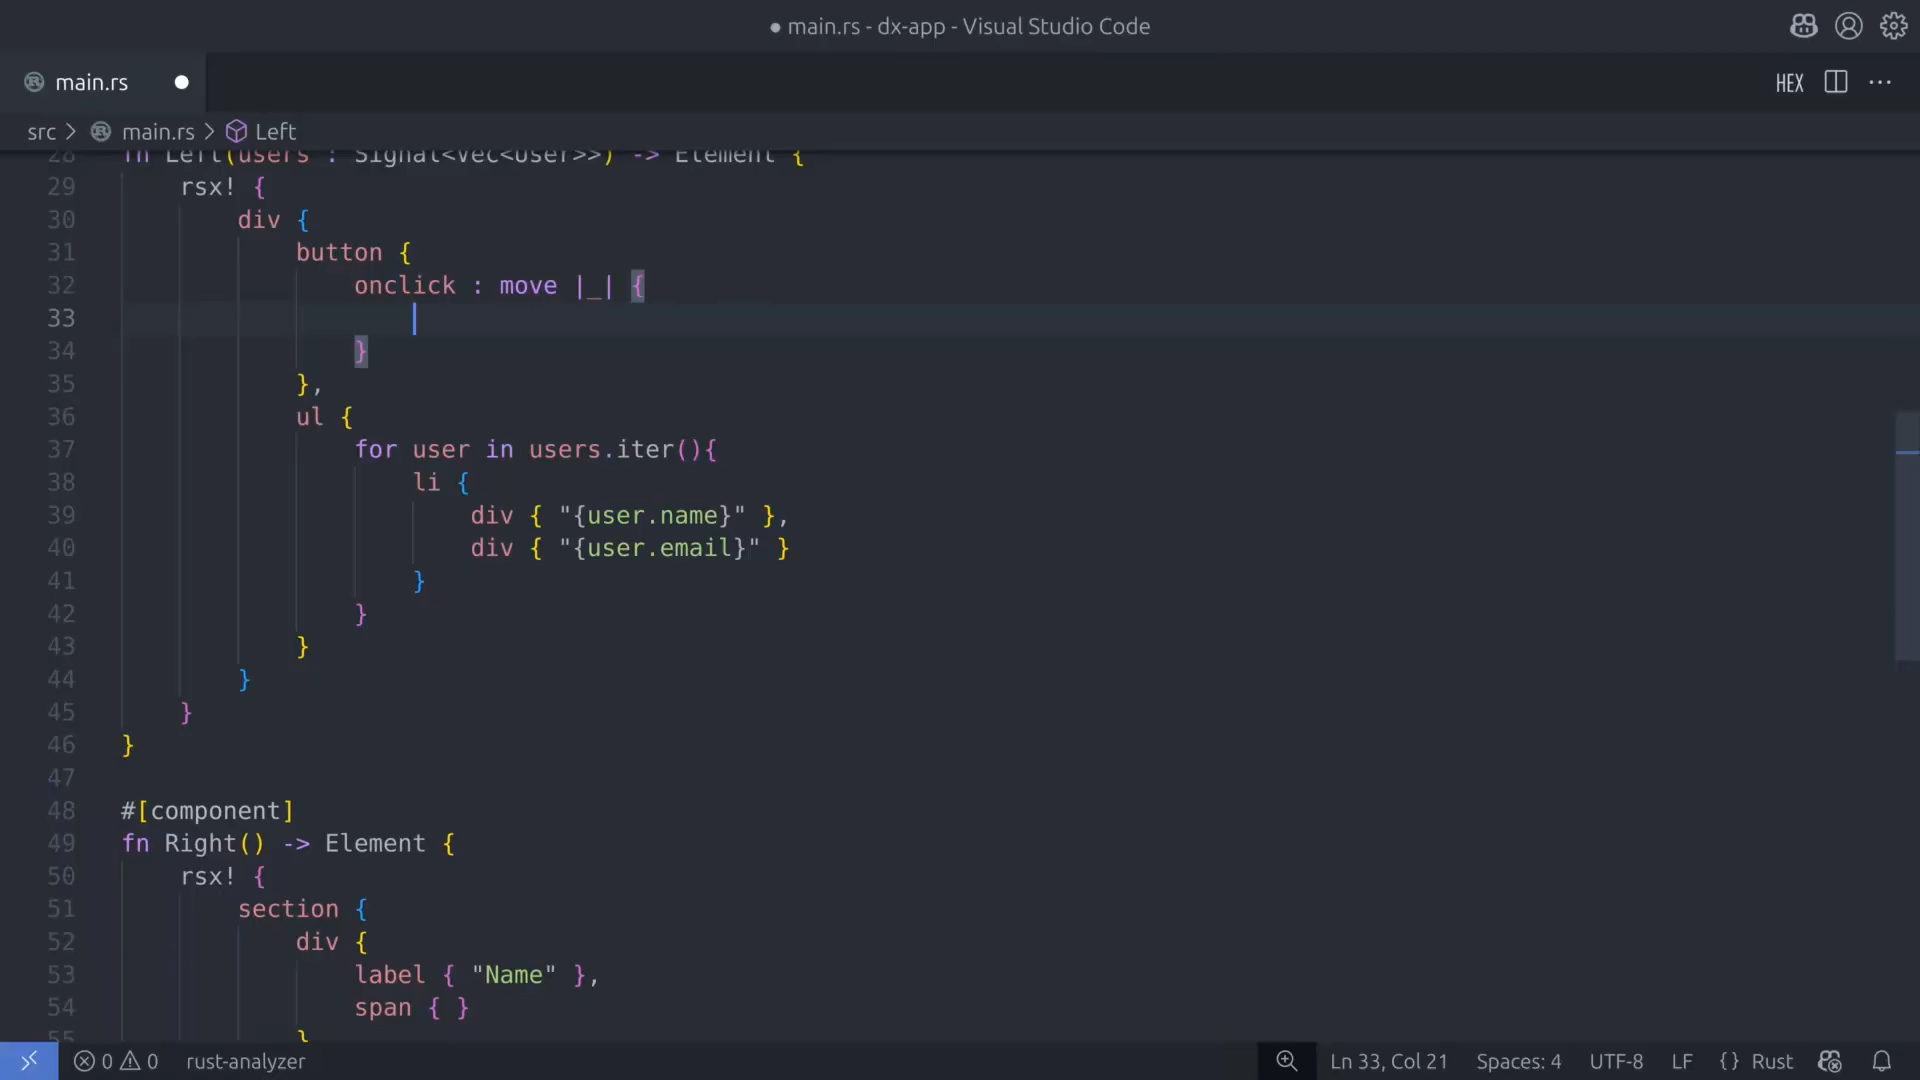 ● main.rs - dx-app - Visual Studio Code
main.rs
HEX
src > main.rs > Left
28 fn Left(users : Signal<Vec<User>>) -> Element {
29 rsx! {
30 div {
31 button {
32 onclick : move |_| {
33
34 }
35 },
36 ul {
37 for user in users.iter(){
38 li {
39 div { "{user.name}" },
40 div { "{user.email}" }
41 }
42 }
43 }
44 }
45 }
46 }
47
48 #[component]
49 fn Right() -> Element {
50 rsx! {
51 section {
52 div {
53 label { "Name" },
54 span { }
55 }
0 0 rust-analyzer Ln 33, Col 21 Spaces: 4 UTF-8 LF {} Rust